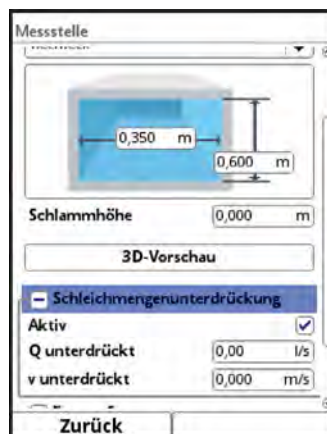 Messstelle
0,350 m
0,600 m
Schlammhöhe 0,000 m
3D-Vorschau
Schleichmengenunterdrückung
Aktiv
Q unterdrückt 0,00 l/s
v unterdrückt 0,000 m/s
Zurück